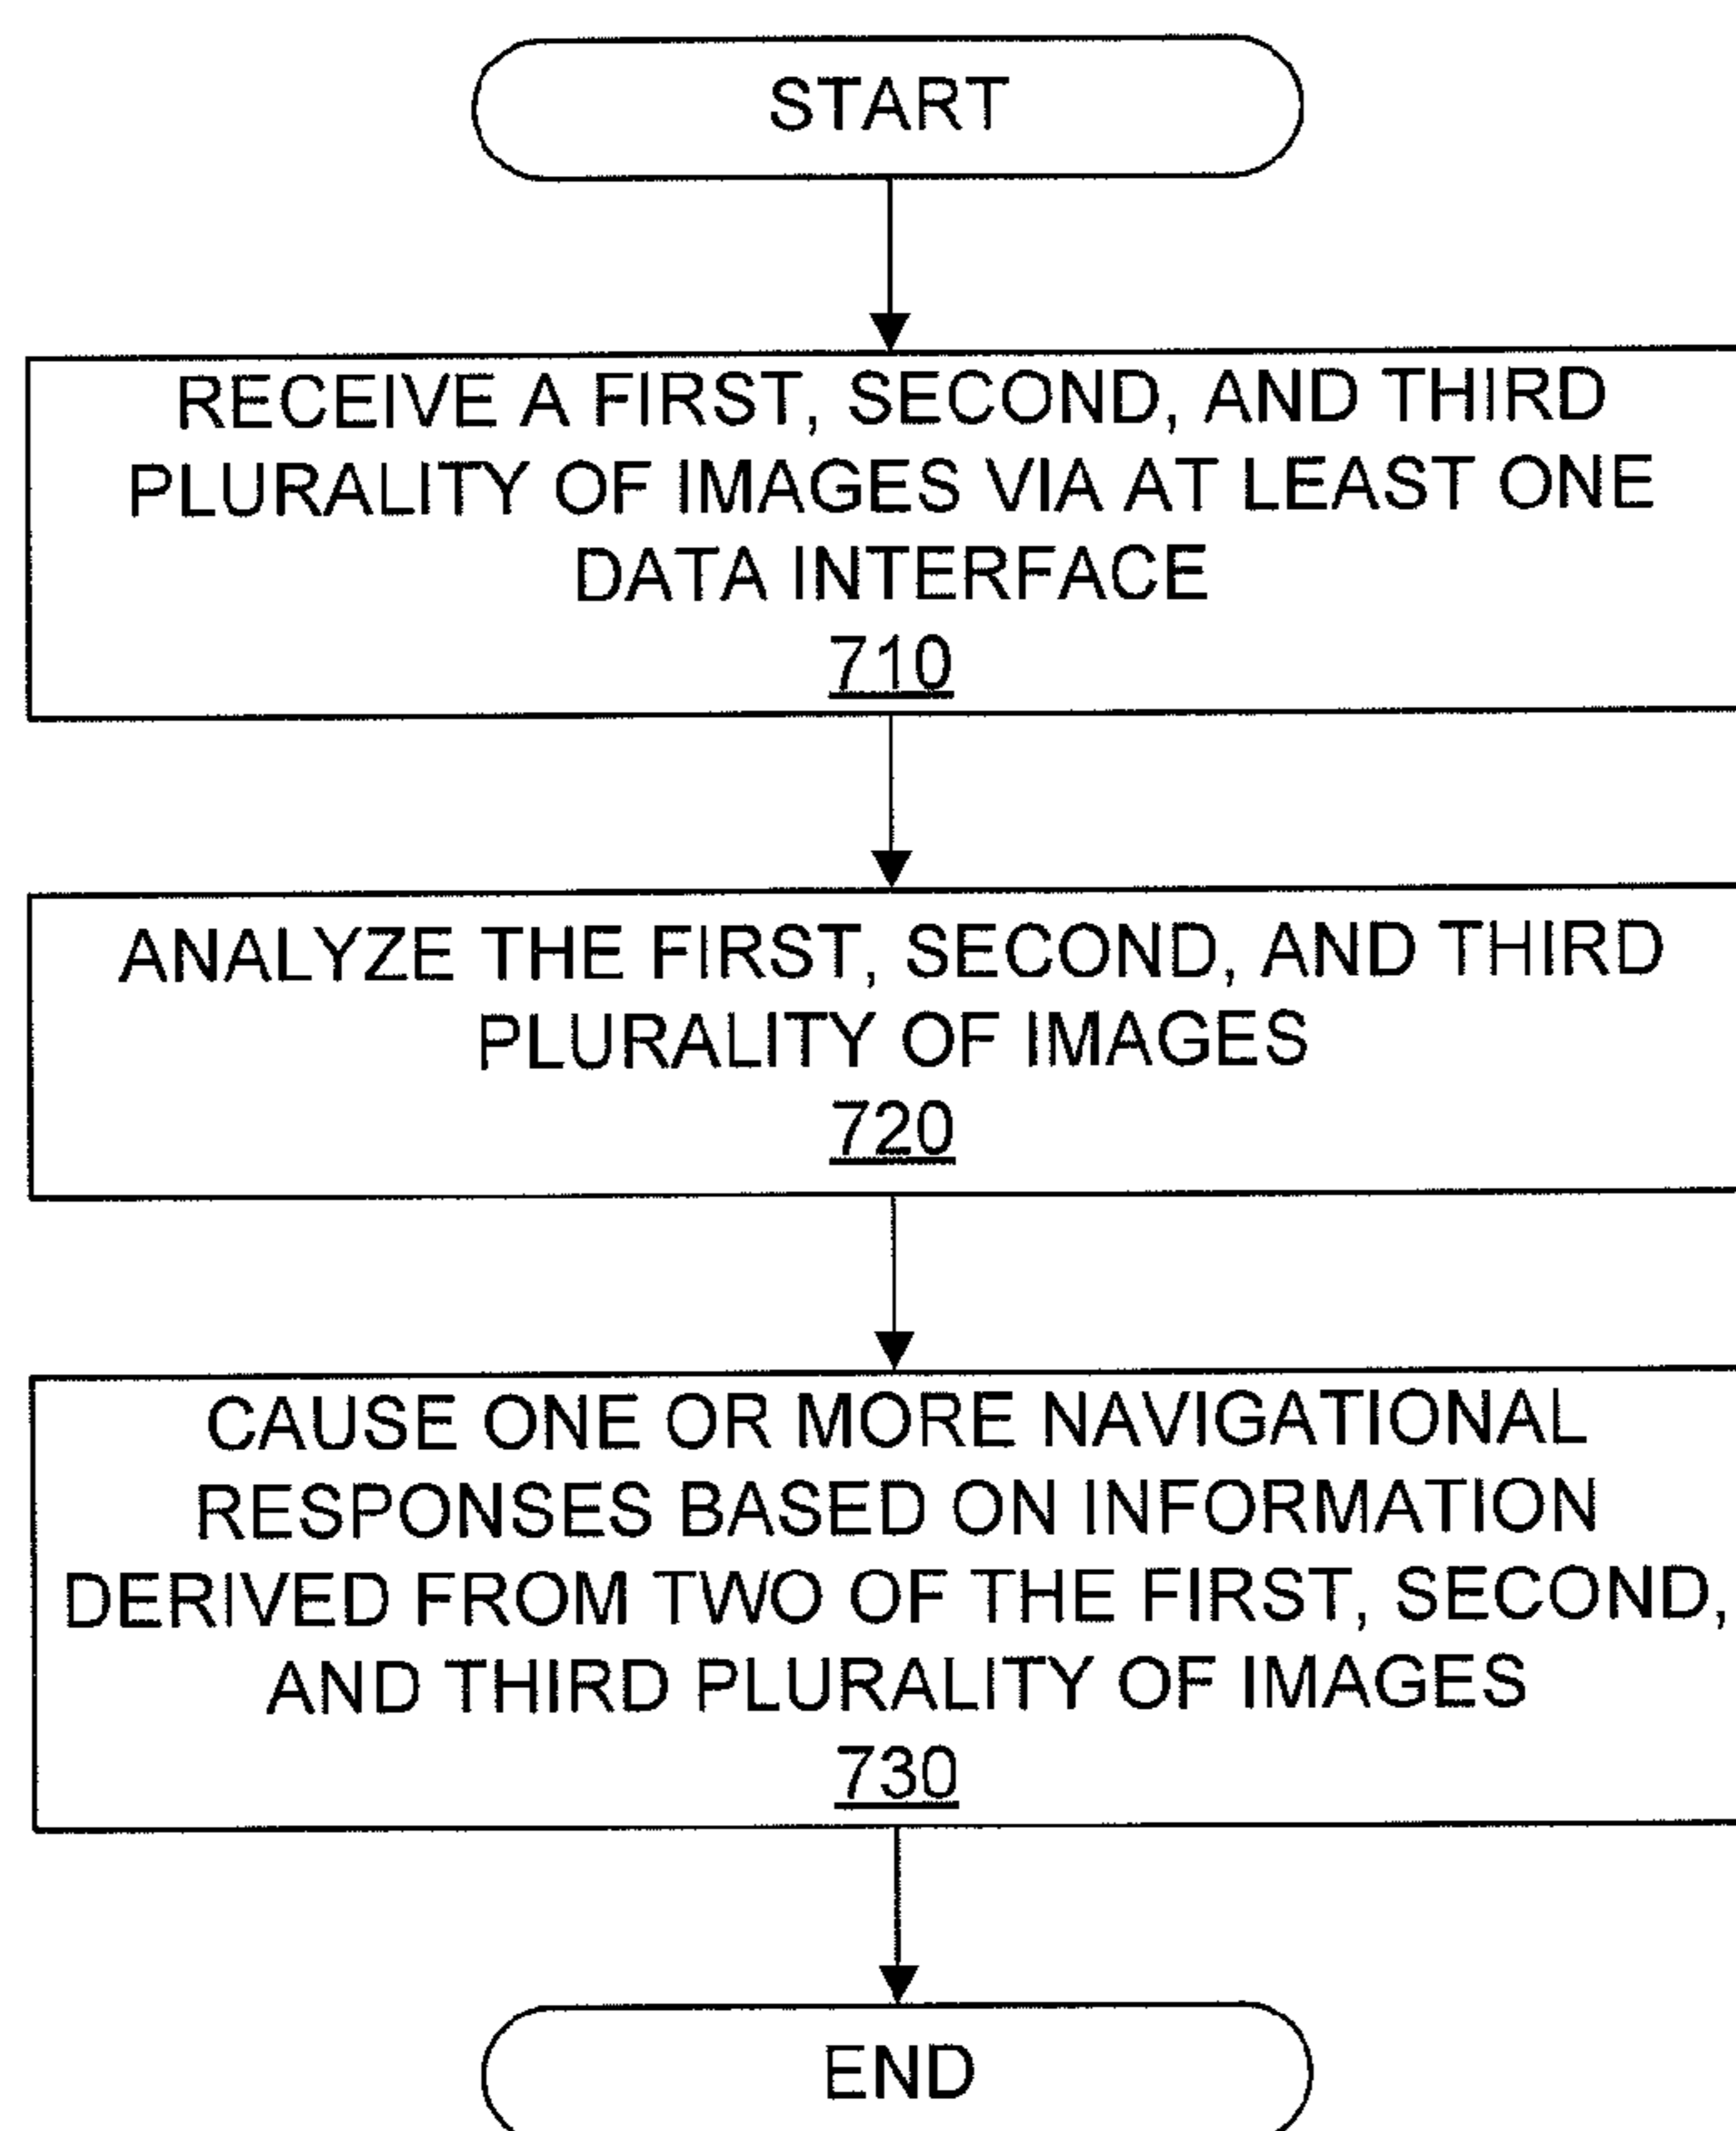 START
RECEIVE A FIRST, SECOND, AND THIRD
PLURALITY OF IMAGES VIA AT LEAST ONE
DATA INTERFACE
710
ANALYZE THE FIRST, SECOND, AND THIRD
PLURALITY OF IMAGES
720
CAUSE ONE OR MORE NAVIGATIONAL
RESPONSES BASED ON INFORMATION
DERIVED FROM TWO OF THE FIRST, SECOND,
AND THIRD PLURALITY OF IMAGES
730
END